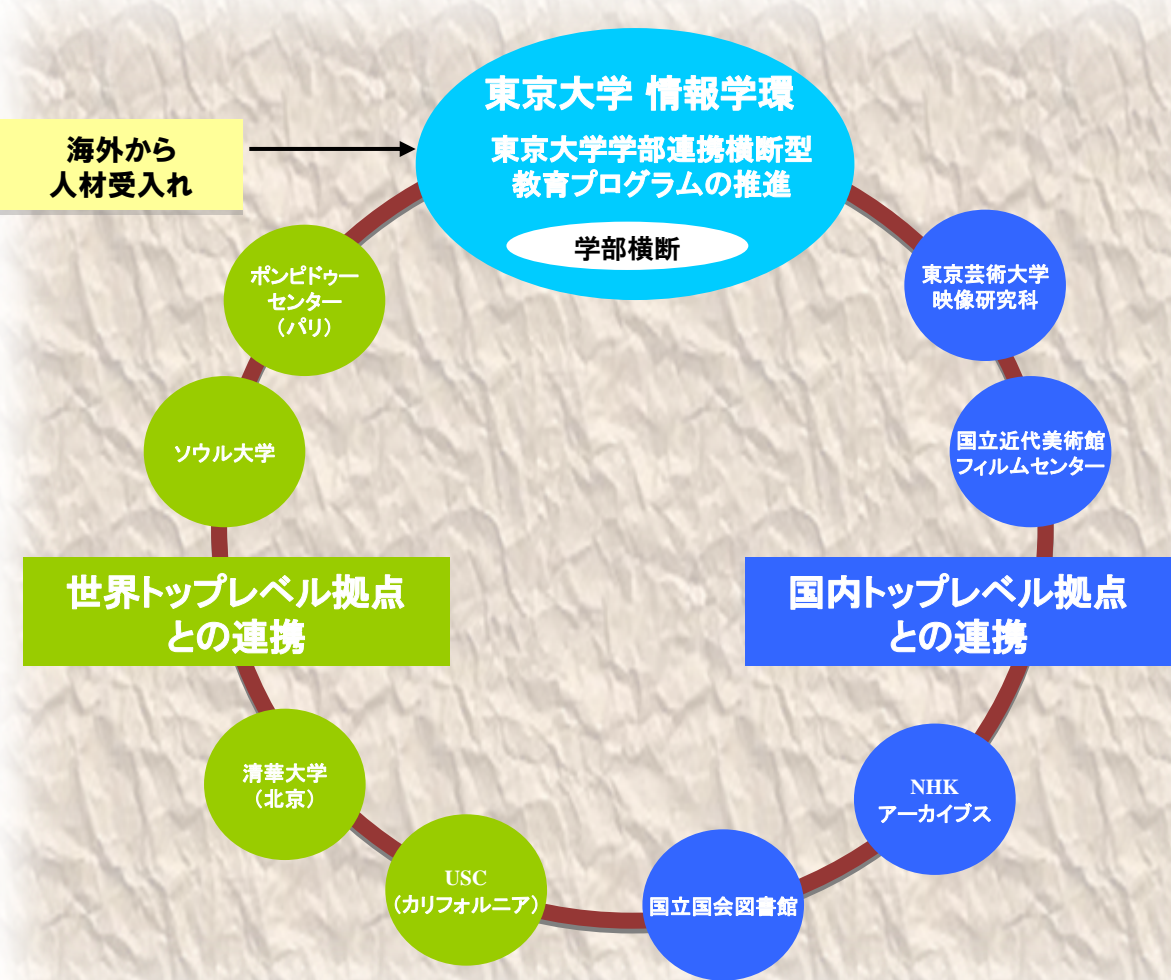 東京大学 情報学環
東京大学学部連携横断型
教育プログラムの推進
学部横断
海外から
人材受入れ
ポンピドゥー
センター
（パリ）
東京芸術大学
映像研究科
ソウル大学
国立近代美術館
フィルムセンター
世界トップレベル拠点
との連携
国内トップレベル拠点
との連携
清華大学
（北京）
NHK
アーカイブス
USC
（カリフォルニア）
国立国会図書館